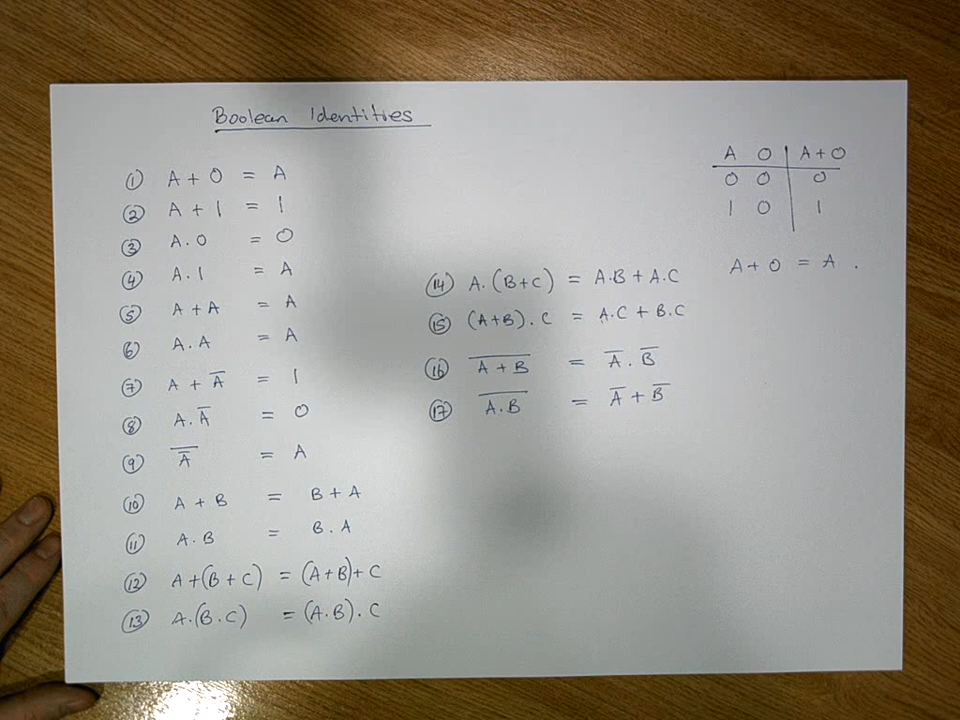 Boolean Identities
① A + 0 = A
② A + 1 = 1
③ A . 0 = 0
④ A . 1 = A
⑤ A + A = A
⑥ A . A = A
⑦ A + A̅ = 1
⑧ A . A̅ = 0
⑨ A̿ = A
⑩ A + B = B + A
⑪ A . B = B . A
⑫ A + (B + C) = (A + B) + C
⑬ A . (B . C) = (A . B) . C
⑭ A . (B + C) = A . B + A . C
⑮ (A + B) . C = A . C + B . C
⑯ A̅ ̅+̅ ̅B̅ = A̅ . B̅
⑰ A̅ ̅.̅ ̅B̅ = A̅ + B̅
A 0 | A + 0
0 0 | 0
1 0 | 1
A + 0 = A .